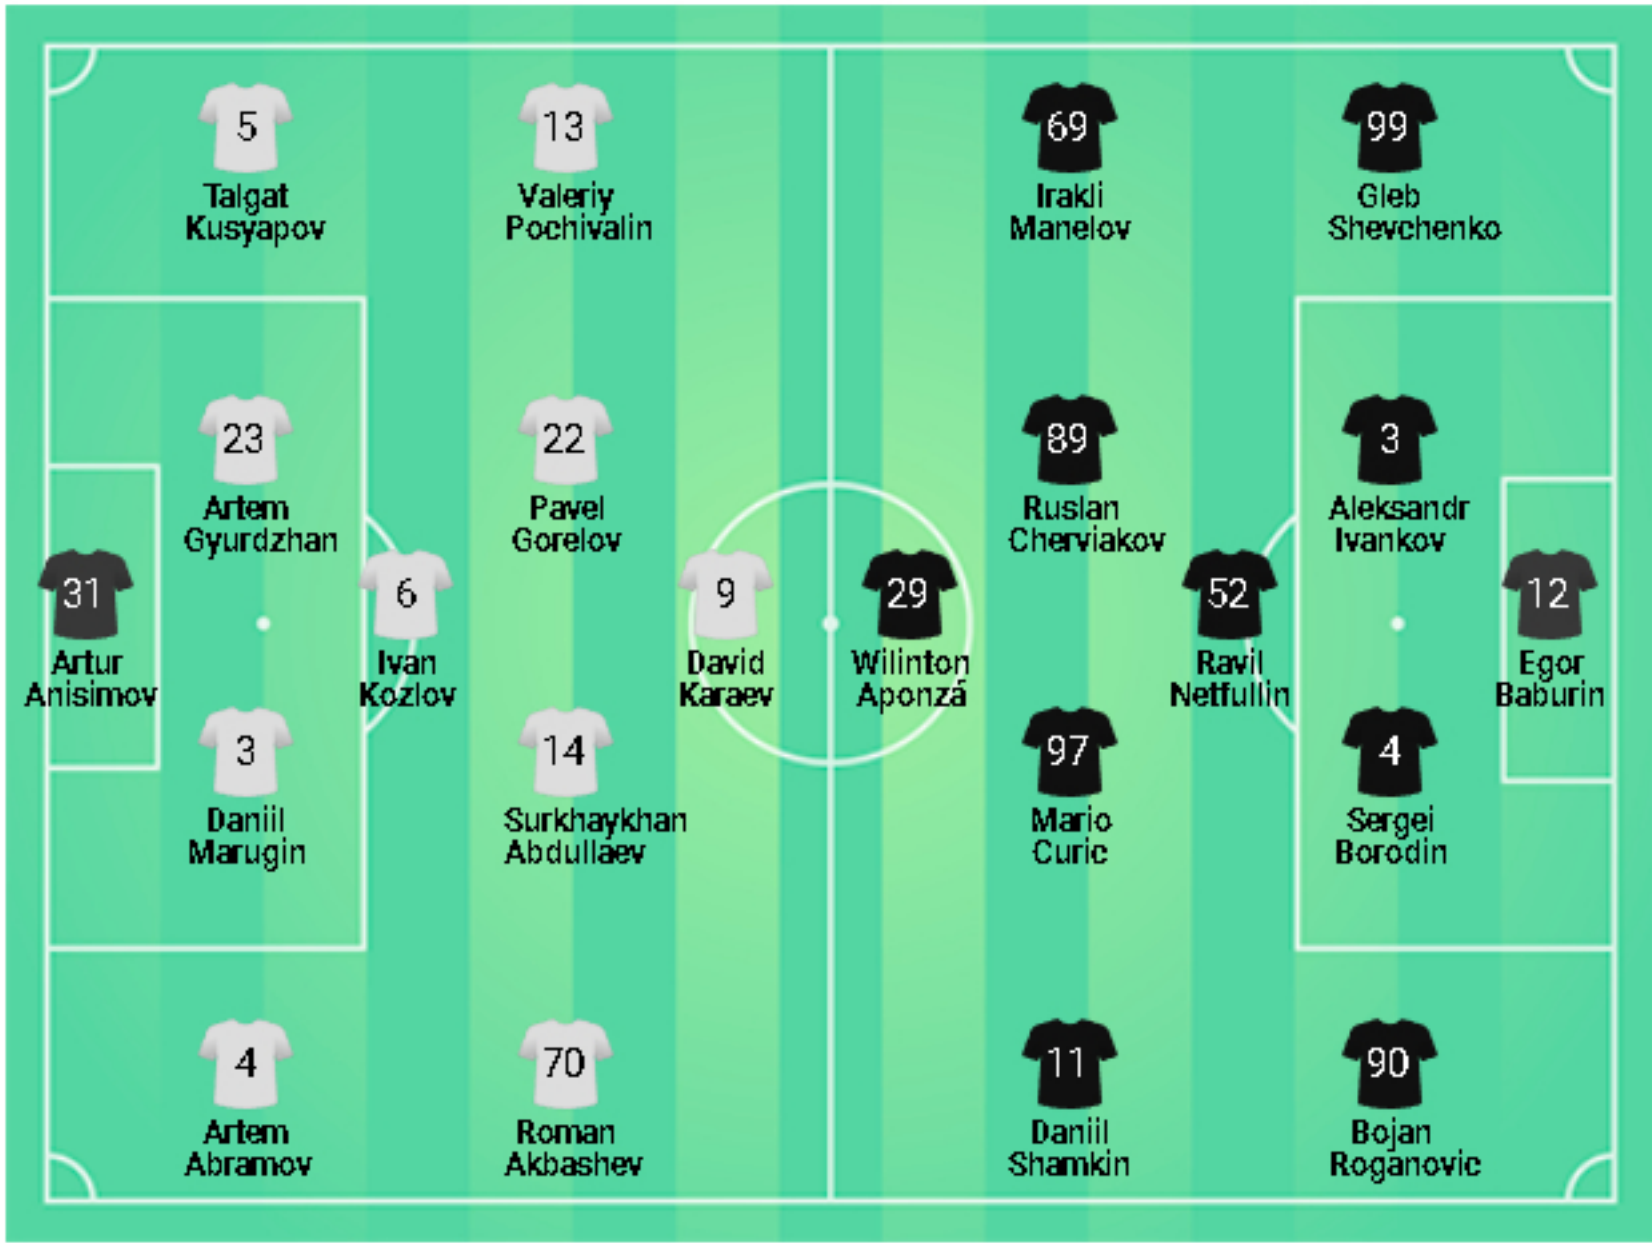 5
Talgat
Kusyapov
13
Valeriy
Pochivalin
69
Irakli
Manelov
99
Gleb
Shevchenko
23
Artem
Gyurdzhan
22
Pavel
Gorelov
89
Ruslan
Cherviakov
3
Aleksandr
Ivankov
31
Artur
Anisimov
6
Ivan
Kozlov
9
David
Karaev
29
Wilinton
Aponzá
52
Ravil
Netfullin
12
Egor
Baburin
3
Daniil
Marugin
14
Surkhaykhan
Abdullaev
97
Mario
Curic
4
Sergei
Borodin
4
Artem
Abramov
70
Roman
Akbashev
11
Daniil
Shamkin
90
Bojan
Roganovic